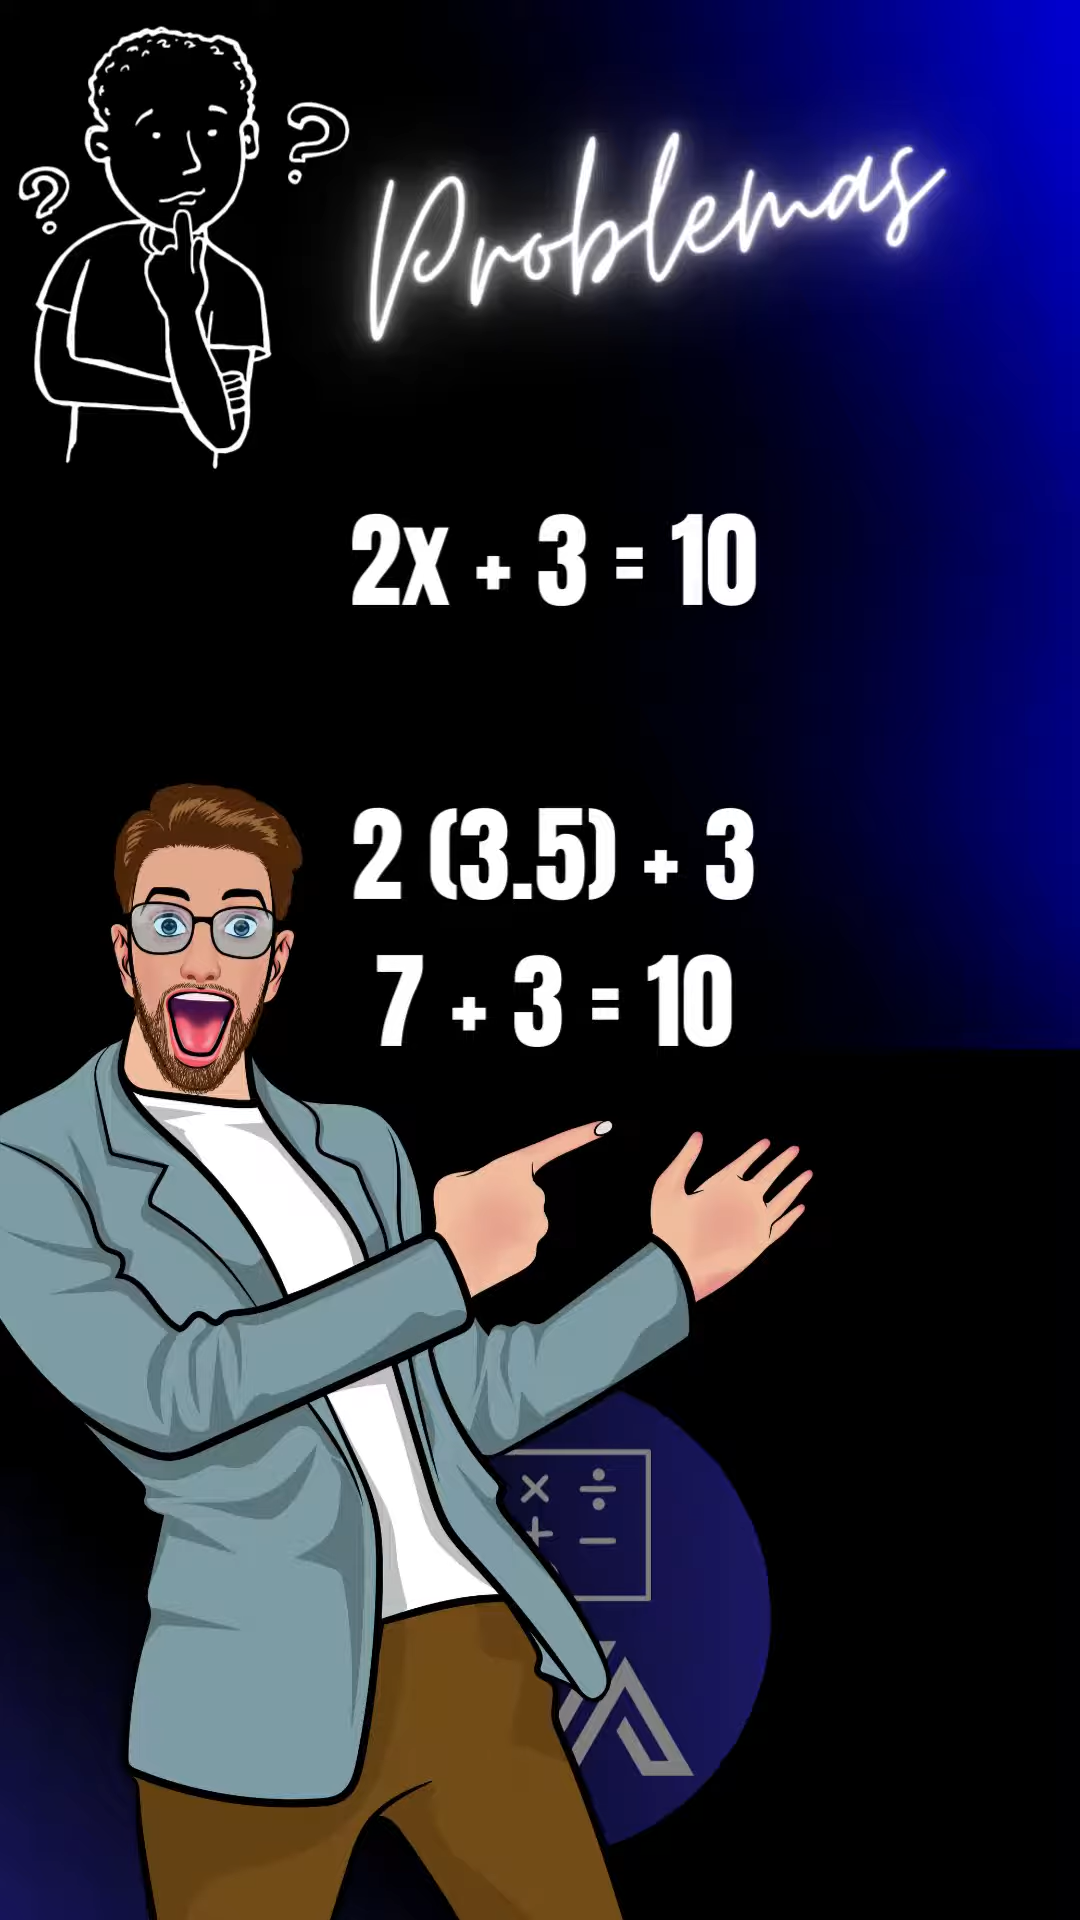 Problemas
2x + 3 = 10
2 (3.5) + 3
7 + 3 = 10